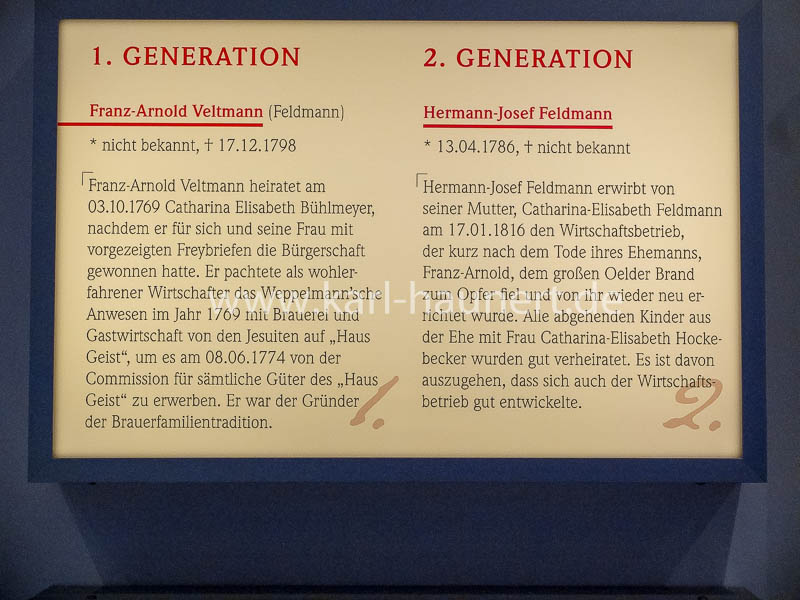 1. GENERATION
Franz-Arnold Veltmann (Feldmann)
* nicht bekannt, † 17.12.1798
Franz-Arnold Veltmann heiratet am
03.10.1769 Catharina Elisabeth Bühlmeyer,
nachdem er für sich und seine Frau mit
vorgezeigten Freybriefen die Bürgerschaft
gewonnen hatte. Er pachtete als wohler-
fahrener Wirtschafter das Weppelmann'sche
Anwesen im Jahr 1769 mit Brauerei und
Gastwirtschaft von den Jesuiten auf „Haus
Geist“, um es am 08.06.1774 von der
Commission für sämtliche Güter des „Haus
Geist“ zu erwerben. Er war der Gründer
der Brauerfamilientradition.
1.
2. GENERATION
Hermann-Josef Feldmann
* 13.04.1786, † nicht bekannt
Hermann-Josef Feldmann erwirbt von
seiner Mutter, Catharina-Elisabeth Feldmann
am 17.01.1816 den Wirtschaftsbetrieb,
der kurz nach dem Tode ihres Ehemanns,
Franz-Arnold, dem großen Oelder Brand
zum Opfer fiel und von ihr wieder neu er-
richtet wurde. Alle abgehenden Kinder aus
der Ehe mit Frau Catharina-Elisabeth Hocke-
becker wurden gut verheiratet. Es ist davon
auszugehen, dass sich auch der Wirtschafts-
betrieb gut entwickelte.
2.
www.karl-haunert.de